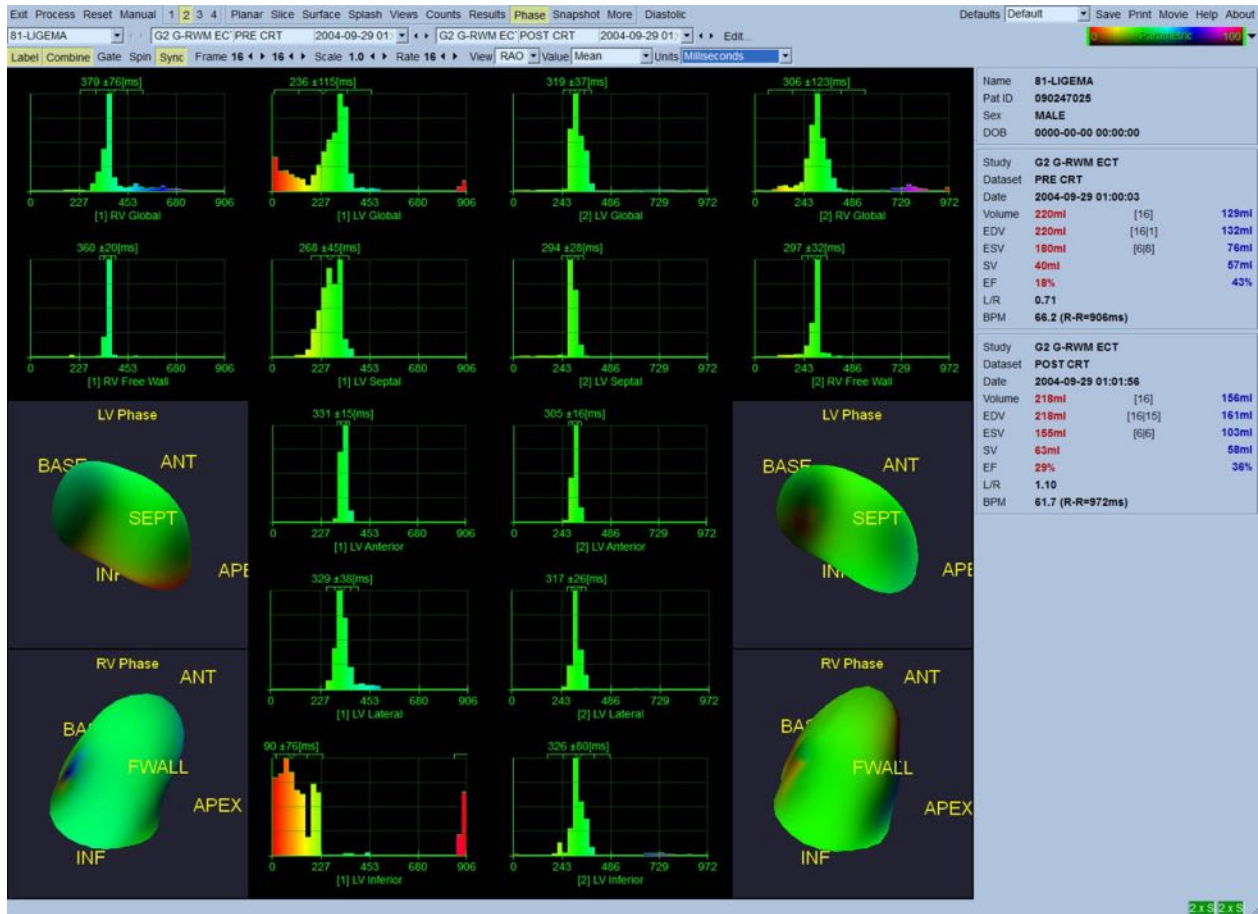 Exit Process Reset Manual 1 2 3 4 Planar Slice Surface Splash Views Counts Results Phase Snapshot More Diastolic Defaults Default Save Print Movie Help About
81-LIGEMA G2 G-RWM EC PRE CRT 2004-09-29 01: G2 G-RWM EC POST CRT 2004-09-29 01: Edit...
0 Parametric 100
Label Combine Gate Spin Sync Frame 16 16 Scale 1.0 Rate 16 View RAO Value Mean Units Milliseconds
379 ±76[ms] 236 ±115[ms] 319 ±37[ms] 306 ±123[ms]
0 227 453 680 906 0 227 453 680 906 0 243 486 729 972 0 243 486 729 972
[1] RV Global [1] LV Global [2] LV Global [2] RV Global
360 ±20[ms] 268 ±45[ms] 294 ±28[ms] 297 ±32[ms]
0 227 453 680 906 0 227 453 680 906 0 243 486 729 972 0 243 486 729 972
[1] RV Free Wall [1] LV Septal [2] LV Septal [2] RV Free Wall
LV Phase 331 ±15[ms] 305 ±16[ms] LV Phase
BASE ANT BASE ANT
SEPT SEPT
0 227 453 680 906 0 243 486 729 972
[1] LV Anterior [2] LV Anterior
INF APE INF APE
329 ±38[ms] 317 ±26[ms]
RV Phase RV Phase
ANT ANT
0 227 453 680 906 0 243 486 729 972
[1] LV Lateral [2] LV Lateral
BAS BAS
90 ±76[ms] 326 ±80[ms]
FWALL FWALL
APEX APEX
INF INF
0 227 453 680 906 0 243 486 729 972
[1] LV Inferior [2] LV Inferior
Name 81-LIGEMA
Pat ID 090247025
Sex MALE
DOB 0000-00-00 00:00:00
Study G2 G-RWM ECT
Dataset PRE CRT
Date 2004-09-29 01:00:03
Volume 220ml [16] 129ml
EDV 220ml [16|1] 132ml
ESV 180ml [6|8] 76ml
SV 40ml 57ml
EF 18% 43%
L/R 0.71
BPM 66.2 (R-R=906ms)
Study G2 G-RWM ECT
Dataset POST CRT
Date 2004-09-29 01:01:56
Volume 218ml [16] 156ml
EDV 218ml [16|15] 161ml
ESV 155ml [6|6] 103ml
SV 63ml 58ml
EF 29% 36%
L/R 1.10
BPM 61.7 (R-R=972ms)
2 x S 2 x S